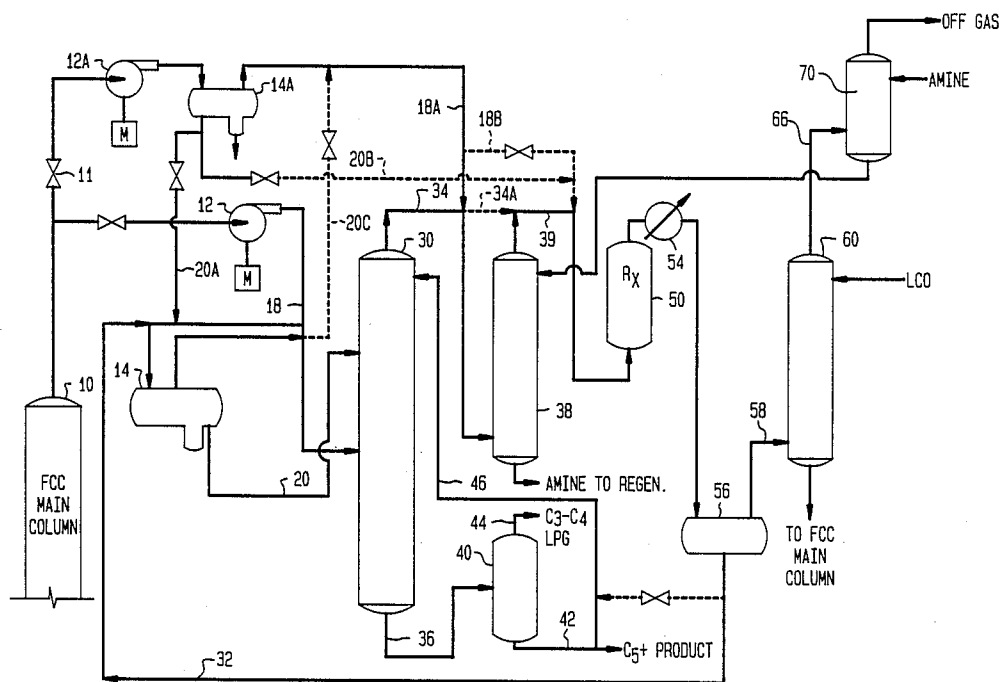 OFF GAS
12A
14A
70
AMINE
M
18A
66
18B
11
20B
34
34A
12
20C
30
39
54
60
20A
M
RX
50
LCO
18
14
10
38
58
FCC
MAIN
COLUMN
20
46
AMINE TO REGEN.
56
44
C3-C4
LPG
40
TO FCC
MAIN
COLUMN
36
42
C5+ PRODUCT
32